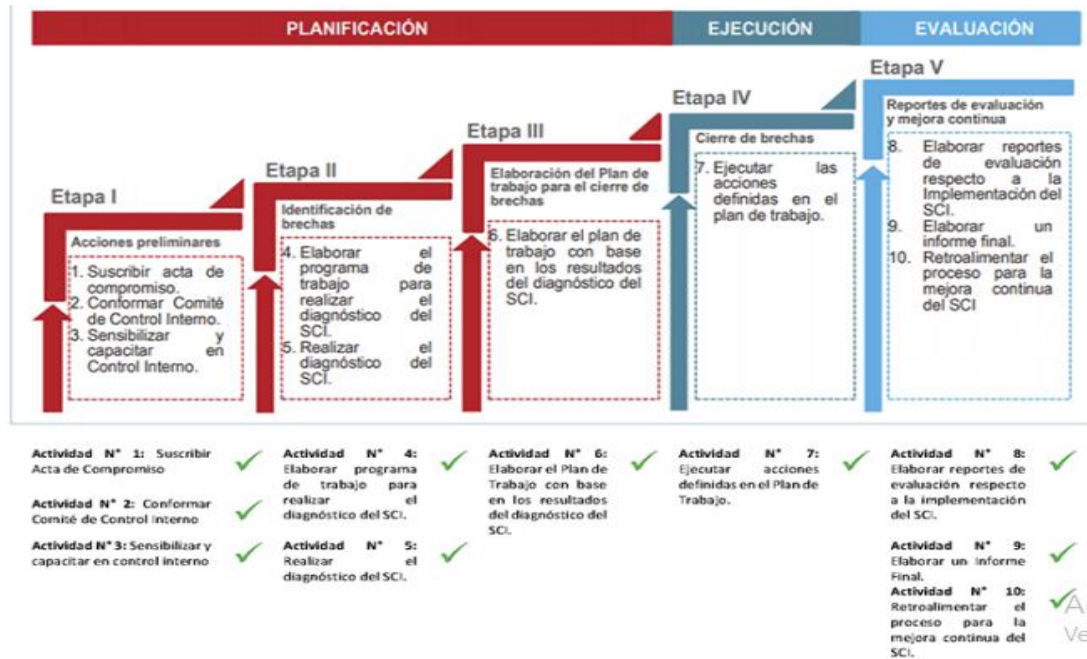 PLANIFICACIÓN
EJECUCIÓN
EVALUACIÓN
Etapa I
Acciones preliminares
1. Suscribir acta de
compromiso.
2. Conformar Comité
de Control Interno.
3. Sensibilizar y
capacitar en
Control Interno.
Etapa II
Identificación de
brechas
4. Elaborar el
programa de
trabajo para
realizar el
diagnóstico del
SCI.
5. Realizar el
diagnóstico del
SCI.
Etapa III
Elaboración del Plan de
trabajo para el cierre de
brechas
6. Elaborar el plan de
trabajo con base
en los resultados
del diagnóstico del
SCI.
Etapa IV
Cierre de brechas
7. Ejecutar las
acciones
definidas en el
plan de trabajo.
Etapa V
Reportes de evaluación
y mejora continua
8. Elaborar reportes
de evaluación
respecto a la
Implementación del
SCI.
9. Elaborar un
informe final.
10. Retroalimentar el
proceso para la
mejora continua
del SCI
Actividad N° 1: Suscribir
Acta de Compromiso
Actividad N° 2: Conformar
Comité de Control Interno
Actividad N° 3: Sensibilizar y
capacitar en control interno
Actividad N° 4:
Elaborar programa
de trabajo para
realizar el
diagnóstico del SCI.
Actividad N° 5:
Realizar el
diagnóstico del SCI.
Actividad N° 6:
Elaborar el Plan de
Trabajo con base
en los resultados
del diagnóstico del
SCI.
Actividad N° 7:
Ejecutar acciones
definidas en el Plan de
Trabajo.
Actividad N° 8:
Elaborar reportes de
evaluación respecto
a la implementación
del SCI.
Actividad N° 9:
Elaborar un Informe
Final.
Actividad N° 10:
Retroalimentar el
proceso para la
mejora continua del
SCI.